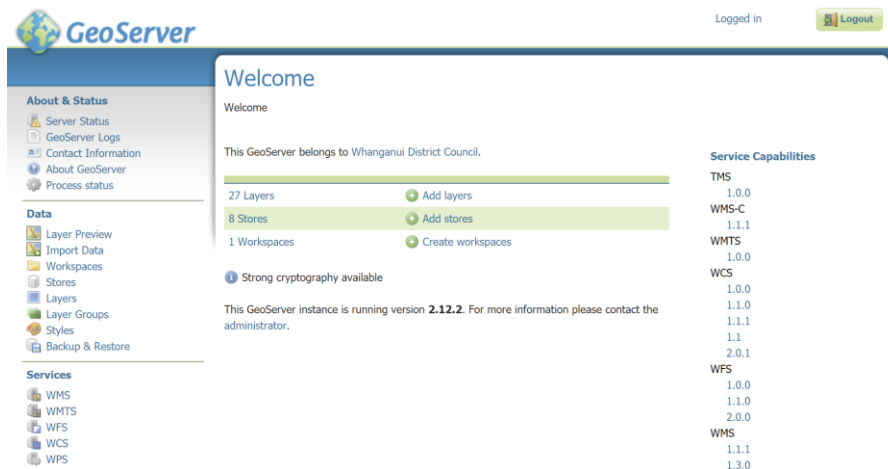 GeoServer
Logged in
Logout
About & Status
Server Status
GeoServer Logs
Contact Information
About GeoServer
Process status
Data
Layer Preview
Import Data
Workspaces
Stores
Layers
Layer Groups
Styles
Backup & Restore
Services
WMS
WMTS
WFS
WCS
WPS
Welcome
Welcome
This GeoServer belongs to Whanganui District Council.
27 Layers Add layers
8 Stores Add stores
1 Workspaces Create workspaces
Strong cryptography available
This GeoServer instance is running version 2.12.2. For more information please contact the
administrator.
Service Capabilities
TMS
1.0.0
WMS-C
1.1.1
WMTS
1.0.0
WCS
1.0.0
1.1.0
1.1.1
1.1
2.0.1
WFS
1.0.0
1.1.0
2.0.0
WMS
1.1.1
1.3.0